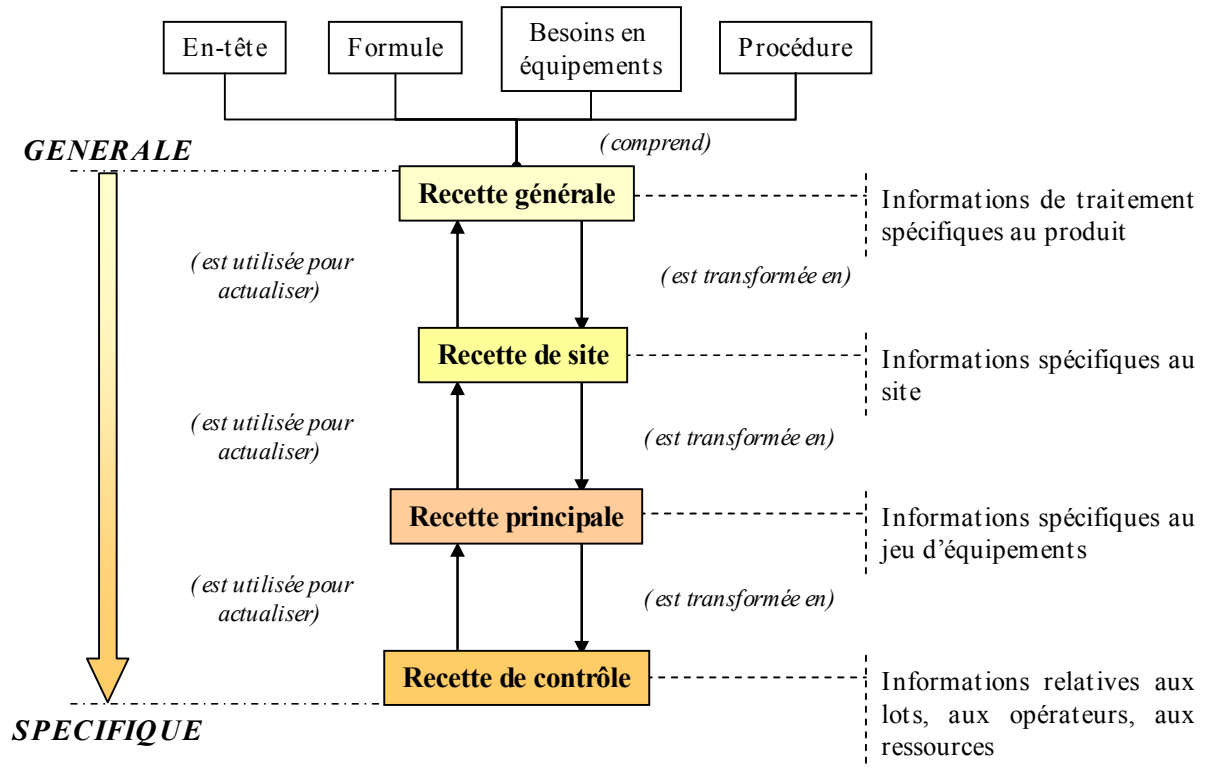 En-tête
Formule
Besoins en
équipements
Procédure
(comprend)
GENERALE
Recette générale
Informations de traitement
spécifiques au produit
(est utilisée pour
actualiser)
(est transformée en)
Recette de site
Informations spécifiques au
site
(est utilisée pour
actualiser)
(est transformée en)
Recette principale
Informations spécifiques au
jeu d'équipements
(est utilisée pour
actualiser)
(est transformée en)
Recette de contrôle
Informations relatives aux
lots, aux opérateurs, aux
ressources
SPECIFIQUE